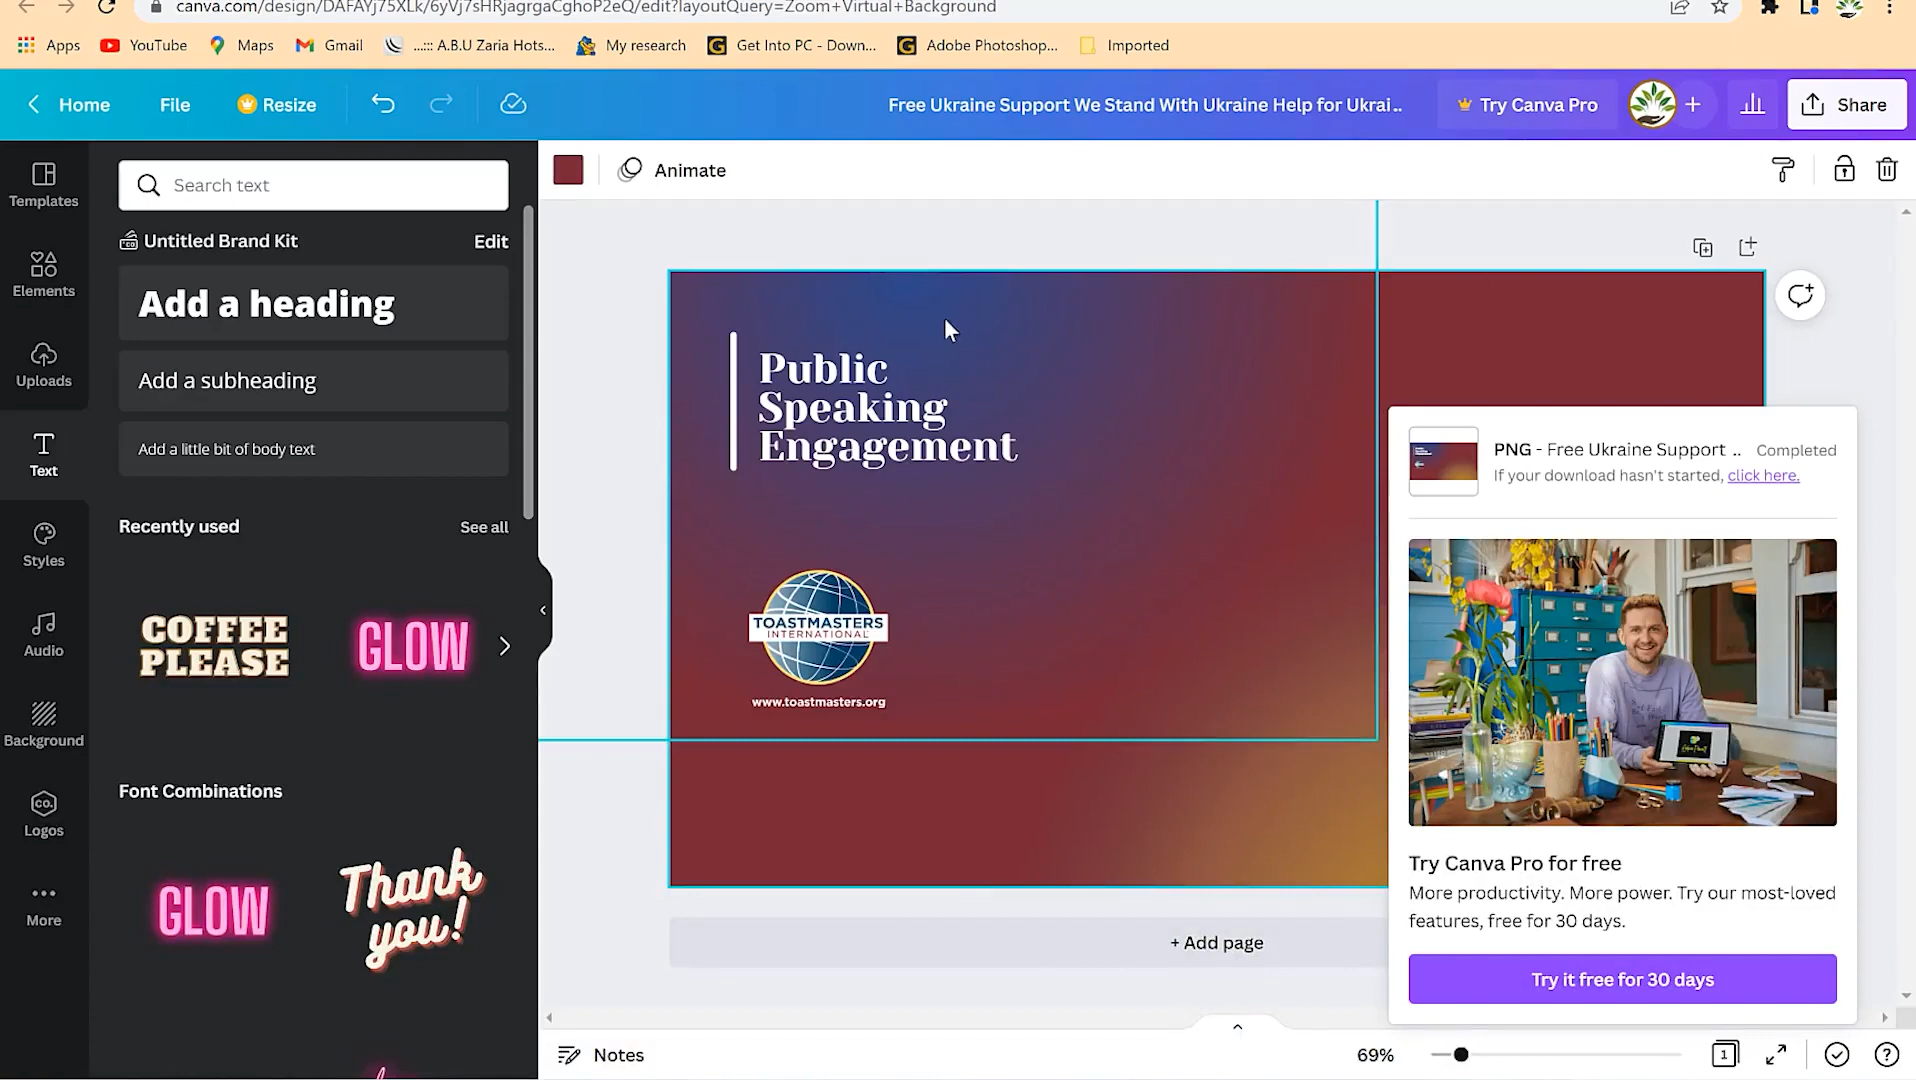 canva.com/design/DAFAYj75XLk/6yVj7sHRjagrgaCghoP2eQ/edit?layoutQuery=Zoom+Virtual+Background
Apps
YouTube
Maps
Gmail
..::: A.B.U Zaria Hots...
My research
Get Into PC - Down...
Adobe Photoshop...
Imported
Home
File
Resize
Free Ukraine Support We Stand With Ukraine Help for Ukrai ..
Try Canva Pro
Share
Templates
Elements
Uploads
Text
Styles
Audio
Background
CO.
Logos
More
Search text
Untitled Brand Kit
Edit
Add a heading
Add a subheading
Add a little bit of body text
Recently used
See all
COFFEE
PLEASE
GLOW
Font Combinations
GLOW
Thank
you!
Animate
Public
Speaking
Engagement
TOASTMASTERS
INTERNATIONAL
www.toastmasters.org
PNG - Free Ukraine Support ..
Completed
If your download hasn't started, click here.
Try Canva Pro for free
More productivity. More power. Try our most-loved
features, free for 30 days.
Try it free for 30 days
+ Add page
Notes
69%
1
?